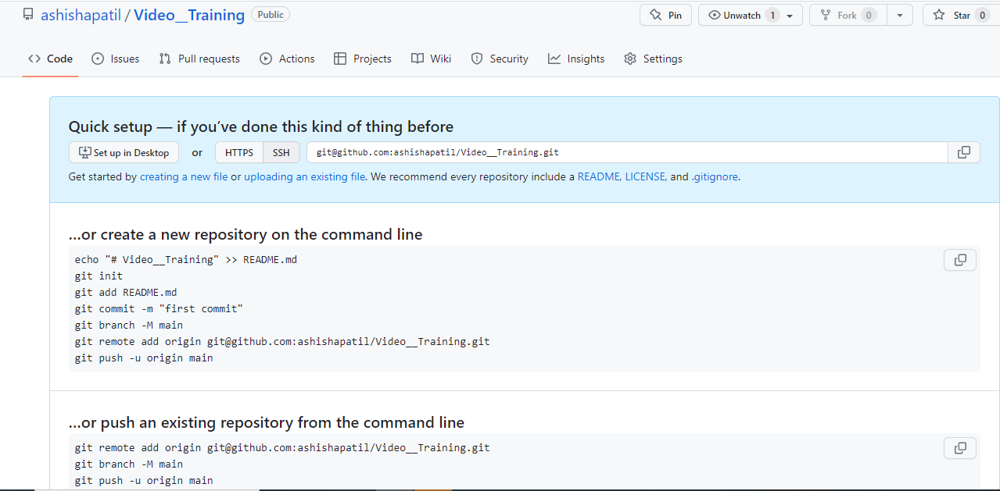 ashishapatil / Video__Training Public Pin Unwatch 1 Fork 0 Star 0
Code Issues Pull requests Actions Projects Wiki Security Insights Settings
Quick setup — if you’ve done this kind of thing before
Set up in Desktop or HTTPS SSH git@github.com:ashishapatil/Video__Training.git
Get started by creating a new file or uploading an existing file. We recommend every repository include a README, LICENSE, and .gitignore.
…or create a new repository on the command line
echo "# Video__Training" >> README.md
git init
git add README.md
git commit -m "first commit"
git branch -M main
git remote add origin git@github.com:ashishapatil/Video__Training.git
git push -u origin main
…or push an existing repository from the command line
git remote add origin git@github.com:ashishapatil/Video__Training.git
git branch -M main
git push -u origin main